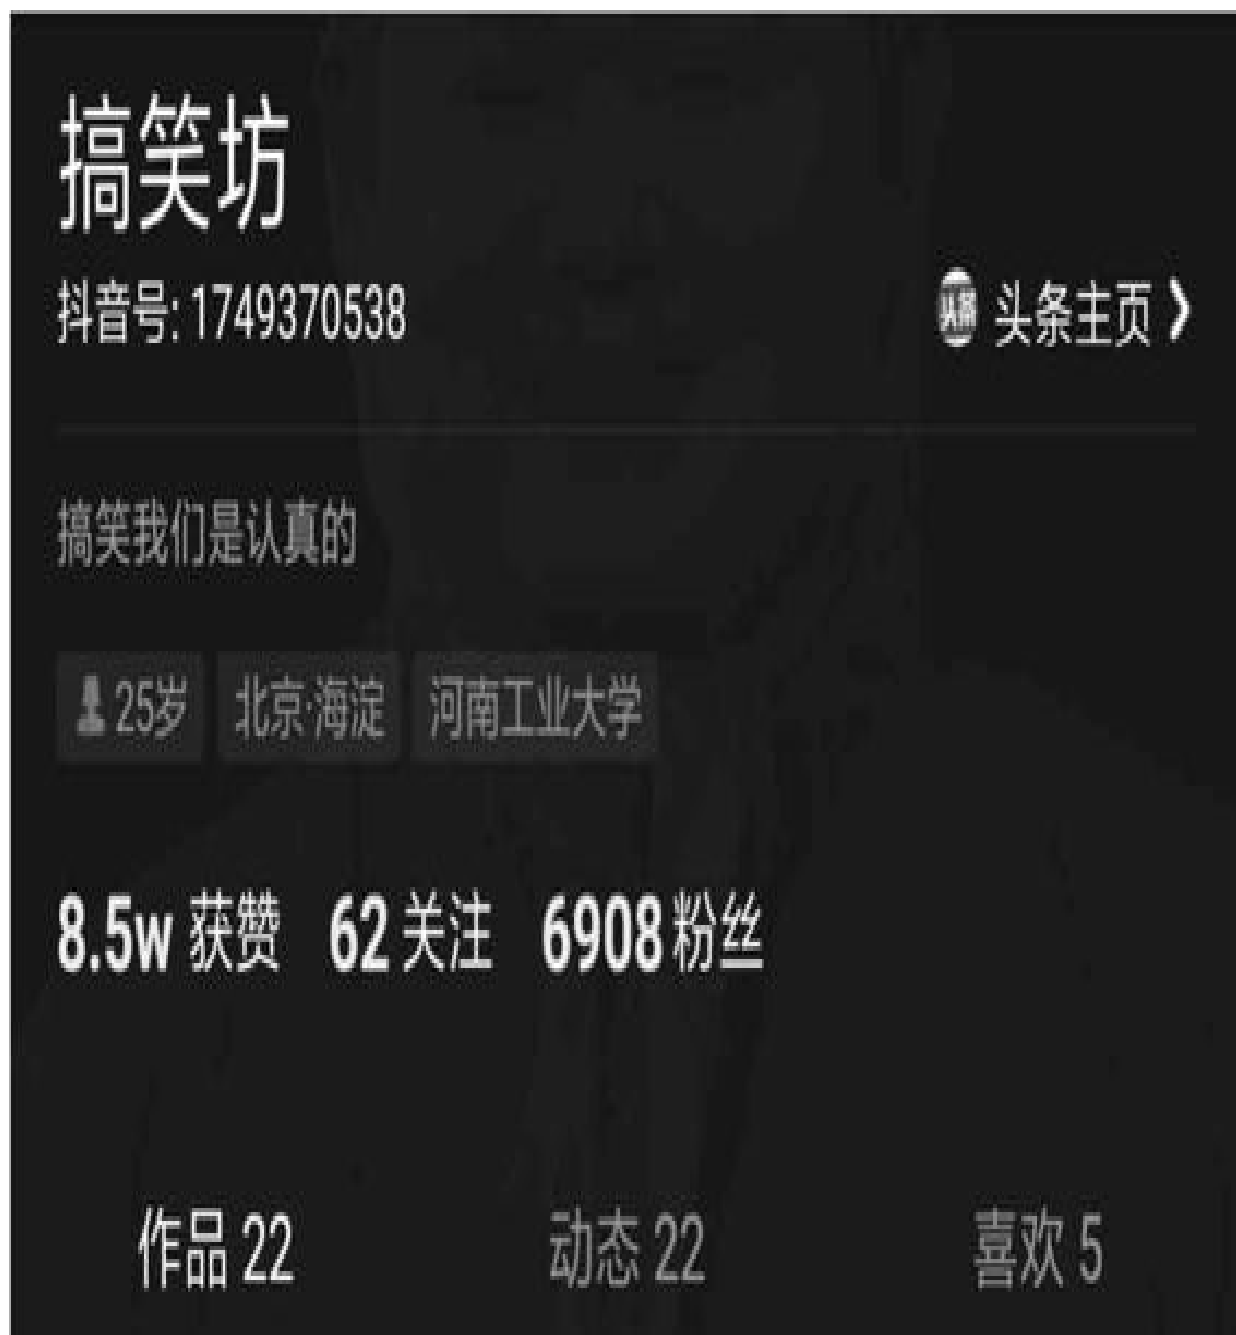 搞笑坊
抖音号: 1749370538
头条 头条主页
搞笑我们是认真的
25岁 北京·海淀 河南工业大学
8.5w 获赞 62 关注 6908 粉丝
作品 22 动态 22 喜欢 5